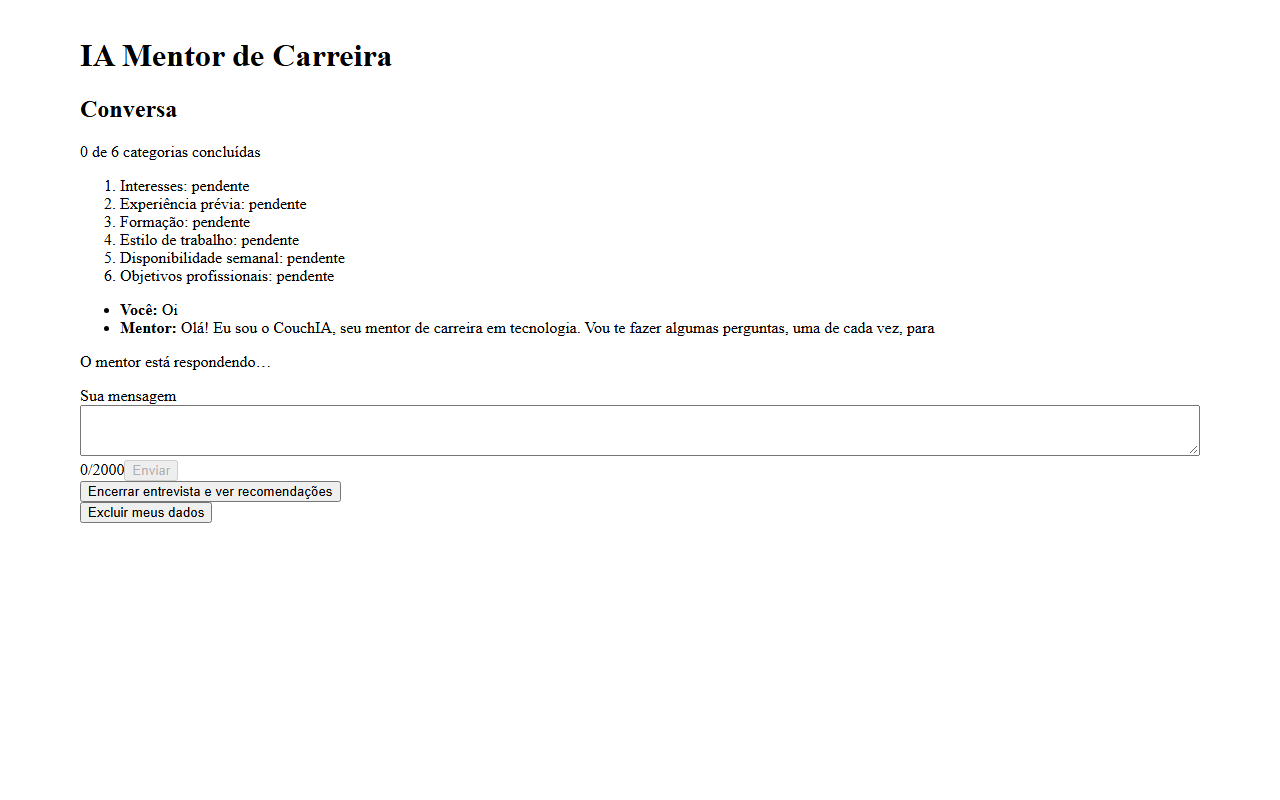 IA Mentor de Carreira
Conversa
0 de 6 categorias concluídas
1. Interesses: pendente
2. Experiência prévia: pendente
3. Formação: pendente
4. Estilo de trabalho: pendente
5. Disponibilidade semanal: pendente
6. Objetivos profissionais: pendente
• Você: Oi
• Mentor: Olá! Eu sou o CouchIA, seu mentor de carreira em tecnologia. Vou te fazer algumas perguntas, uma de cada vez, para
O mentor está respondendo…
Sua mensagem
0/2000 Enviar
Encerrar entrevista e ver recomendações
Excluir meus dados